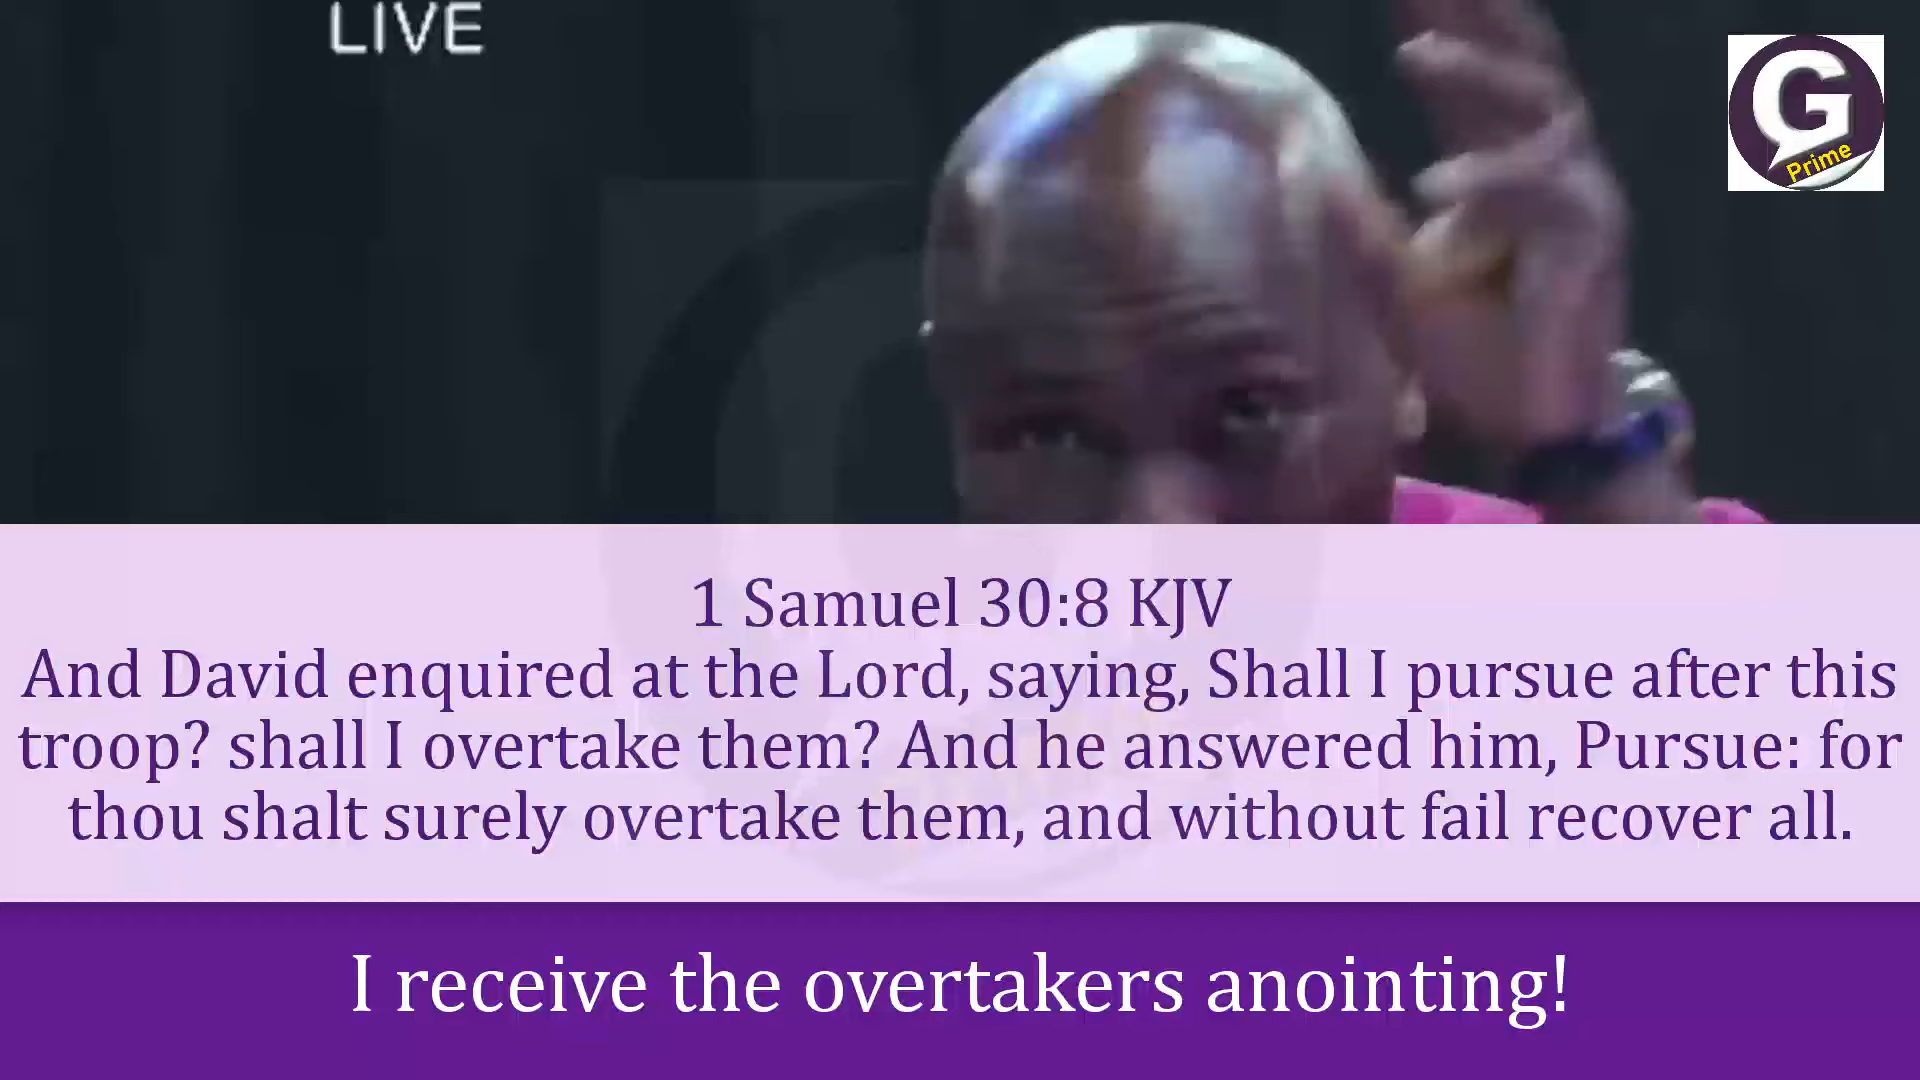 LIVE
G
Prime
1 Samuel 30:8 KJV
And David enquired at the Lord, saying, Shall I pursue after this
troop? shall I overtake them? And he answered him, Pursue: for
thou shalt surely overtake them, and without fail recover all.
I receive the overtakers anointing!